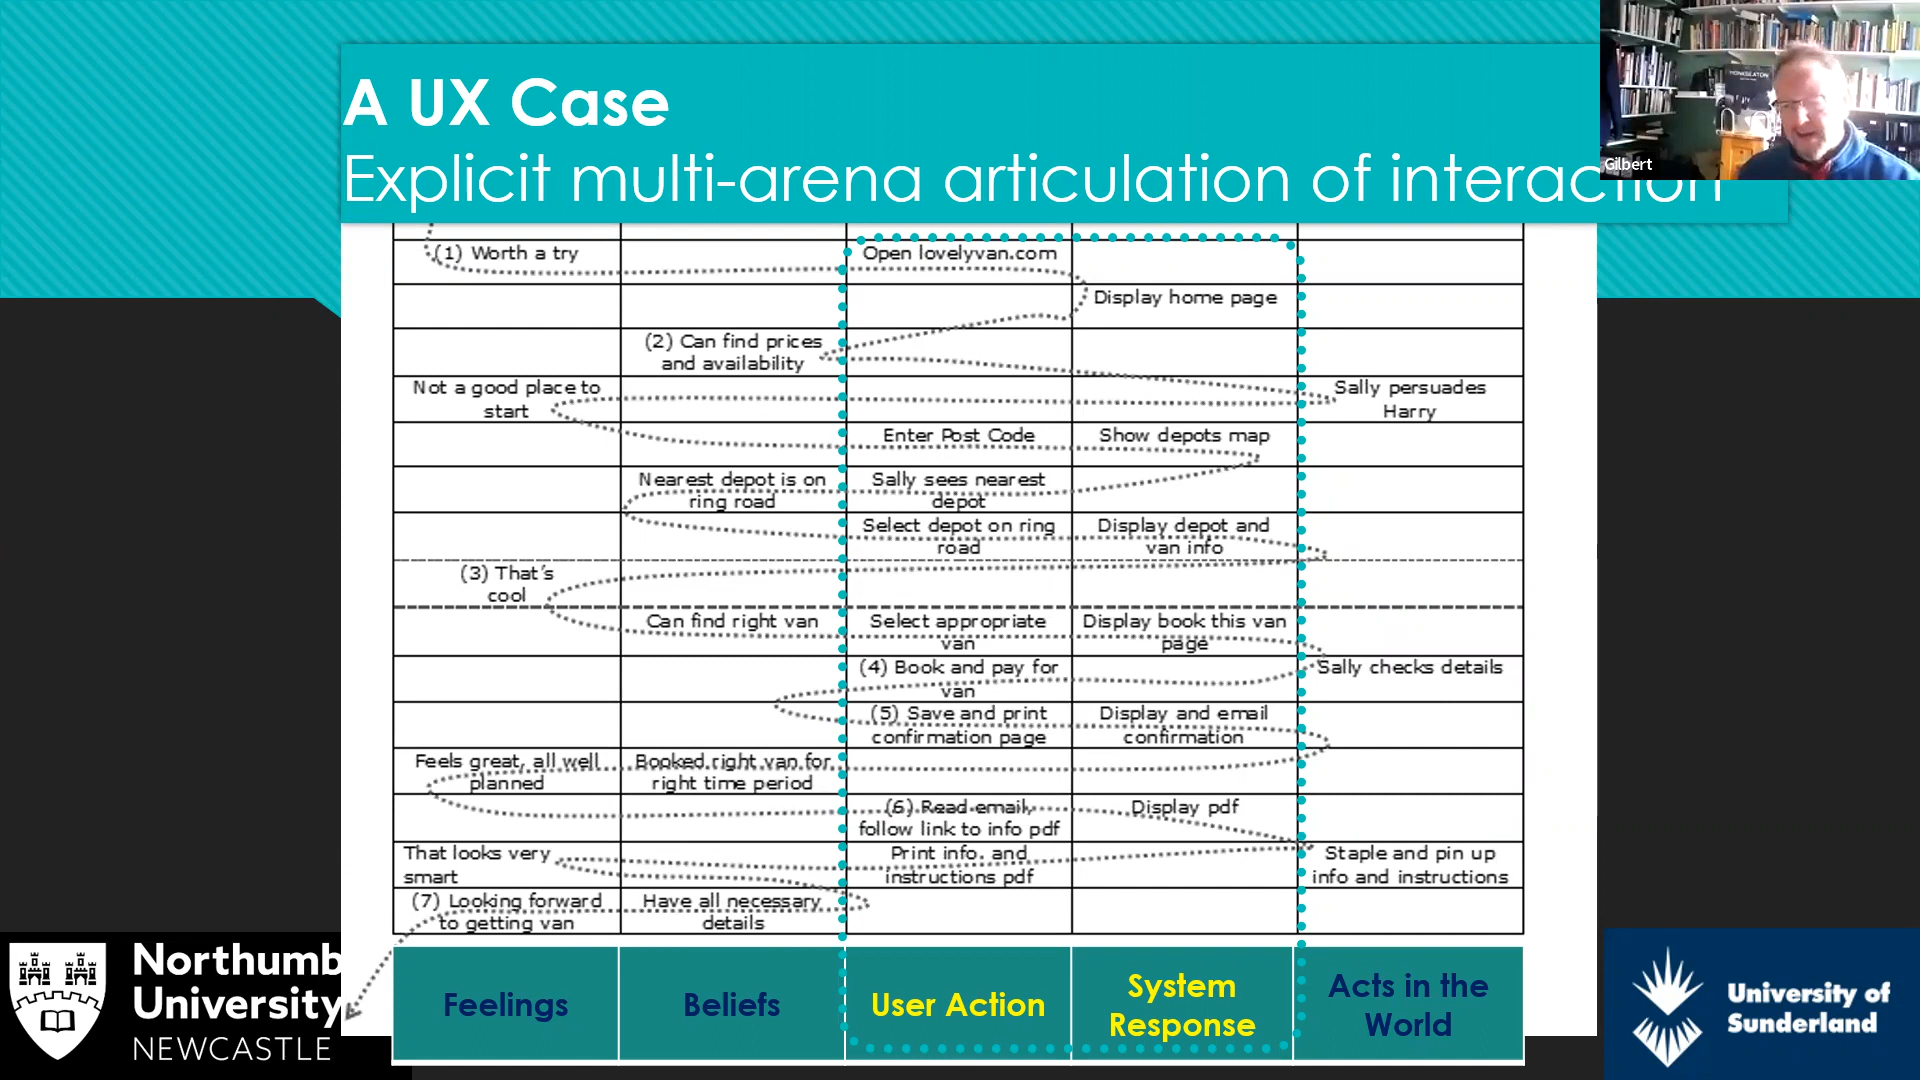 A UX Case
Explicit multi-arena articulation of interaction
Gilbert
(1) Worth a try
Open lovelyvan.com
Display home page
(2) Can find prices
and availability
Not a good place to
start
Sally persuades
Harry
Enter Post Code
Show depots map
Nearest depot is on
ring road
Sally sees nearest
depot
Select depot on ring
road
Display depot and
van info
(3) That's
cool
Can find right van
Select appropriate
van
Display book this van
page
(4) Book and pay for
van
Sally checks details
(5) Save and print
confirmation page
Display and email
confirmation
Feels great, all well
planned
Booked right van for
right time period
(6) Read email,
follow link to info pdf
Display pdf
That looks very
smart
Print info. and
instructions pdf
Staple and pin up
info and instructions
(7) Looking forward
to getting van
Have all necessary
details
Feelings
Beliefs
User Action
System
Response
Acts in the
World
Northumb
University
NEWCASTLE
University of
Sunderland